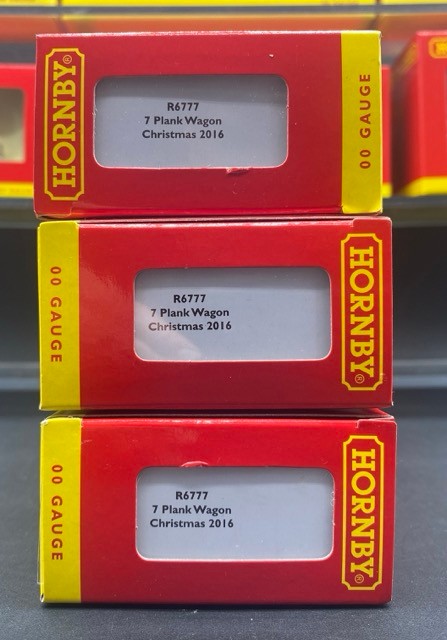 HORNBY®
R6777
7 Plank Wagon
Christmas 2016
00 GAUGE
00 GAUGE
R6777
7 Plank Wagon
Christmas 2016
HORNBY®
00 GAUGE
R6777
7 Plank Wagon
Christmas 2016
HORNBY®